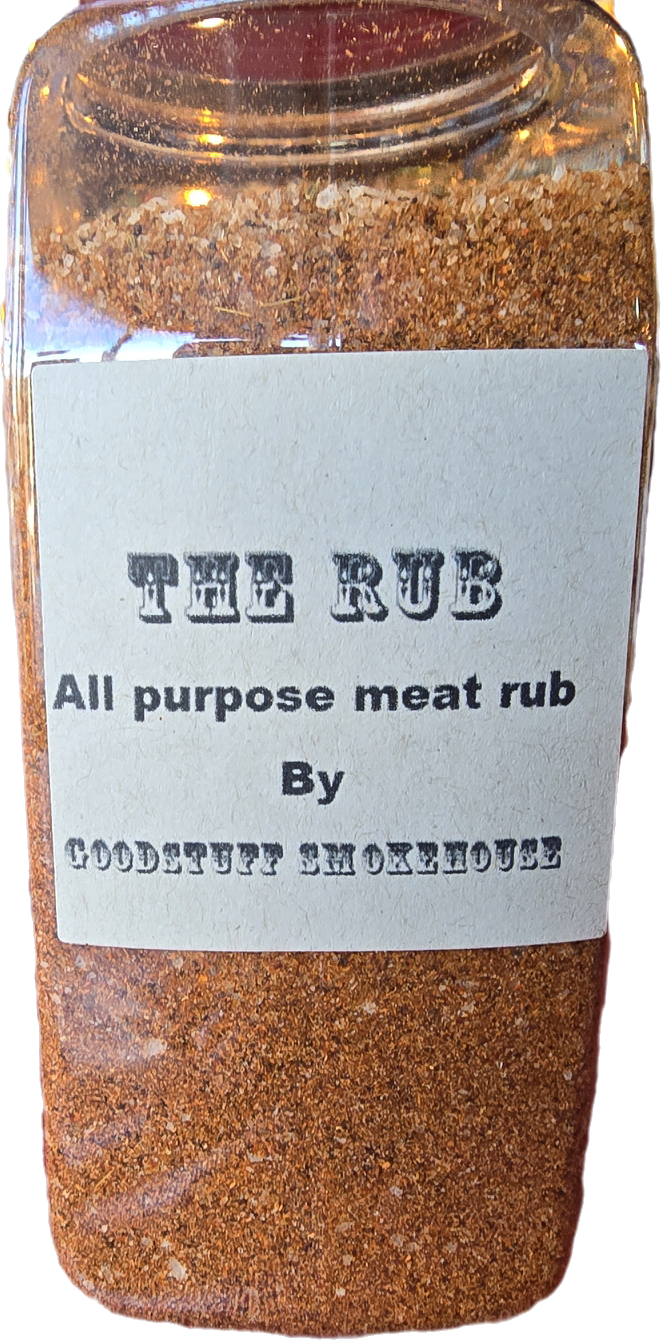 THE RUB
All purpose meat rub
By
GOODSTUFF SMOKEHOUSE